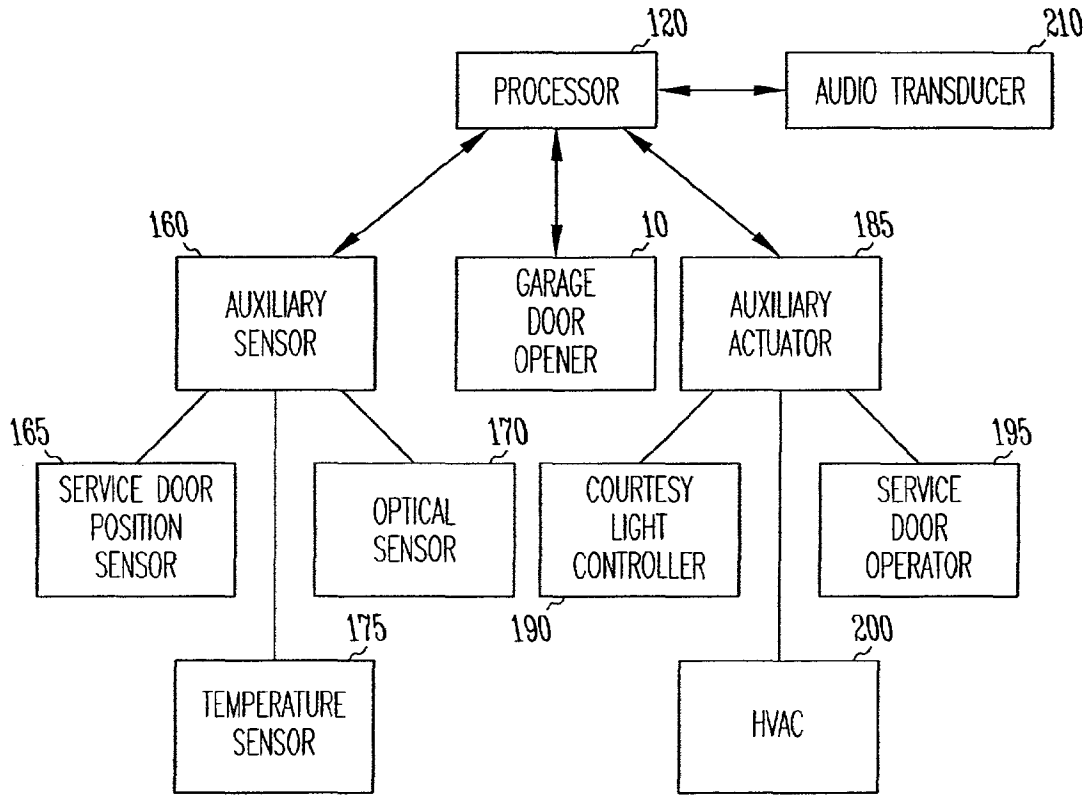 120
PROCESSOR
210
AUDIO TRANSDUCER
160
AUXILIARY
SENSOR
10
GARAGE
DOOR
OPENER
185
AUXILIARY
ACTUATOR
165
SERVICE DOOR
POSITION
SENSOR
170
OPTICAL
SENSOR
COURTESY
LIGHT
CONTROLLER
190
195
SERVICE
DOOR
OPERATOR
175
TEMPERATURE
SENSOR
200
HVAC